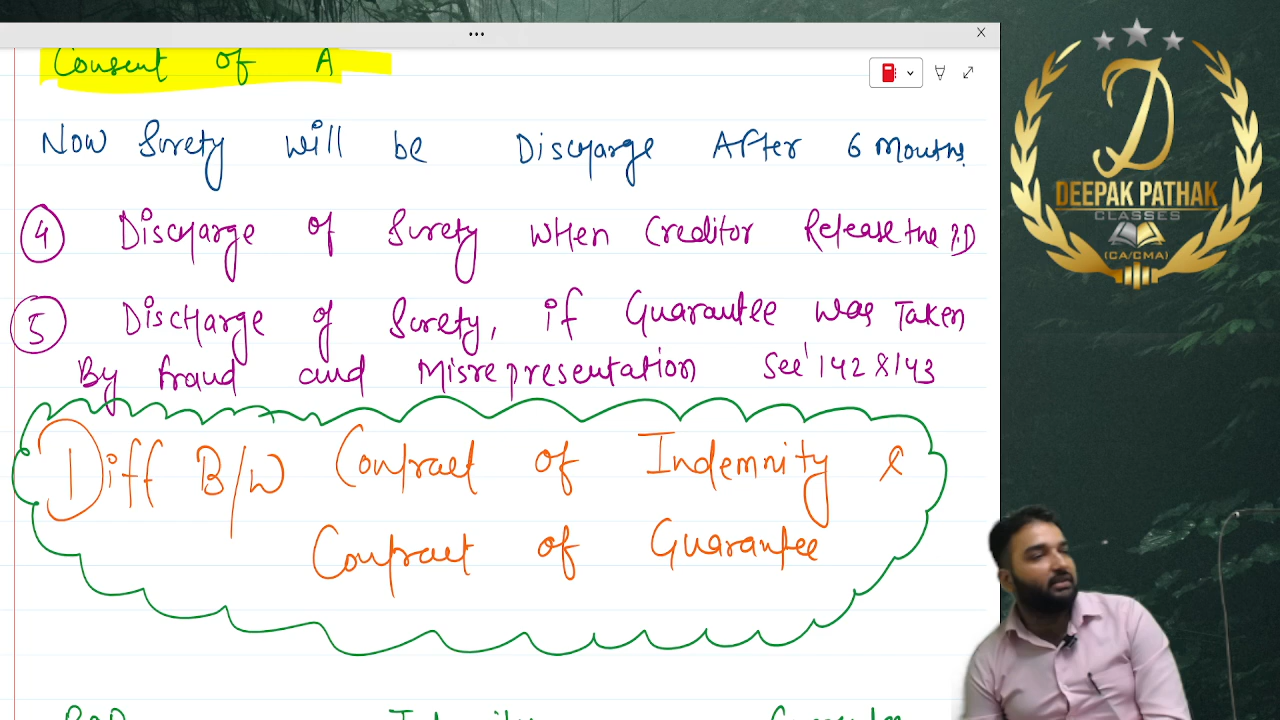 Consent of A
Now Surety will be Discharge After 6 Months.
④ Discharge of Surety when Creditor Release the P.D
⑤ Discharge of Surety, if Guarantee was Taken
By fraud and Misrepresentation Sec 142 & 143
Diff B/W Contract of Indemnity &
Contract of Guarantee
D
DEEPAK PATHAK
CLASSES
(CA/CMA)